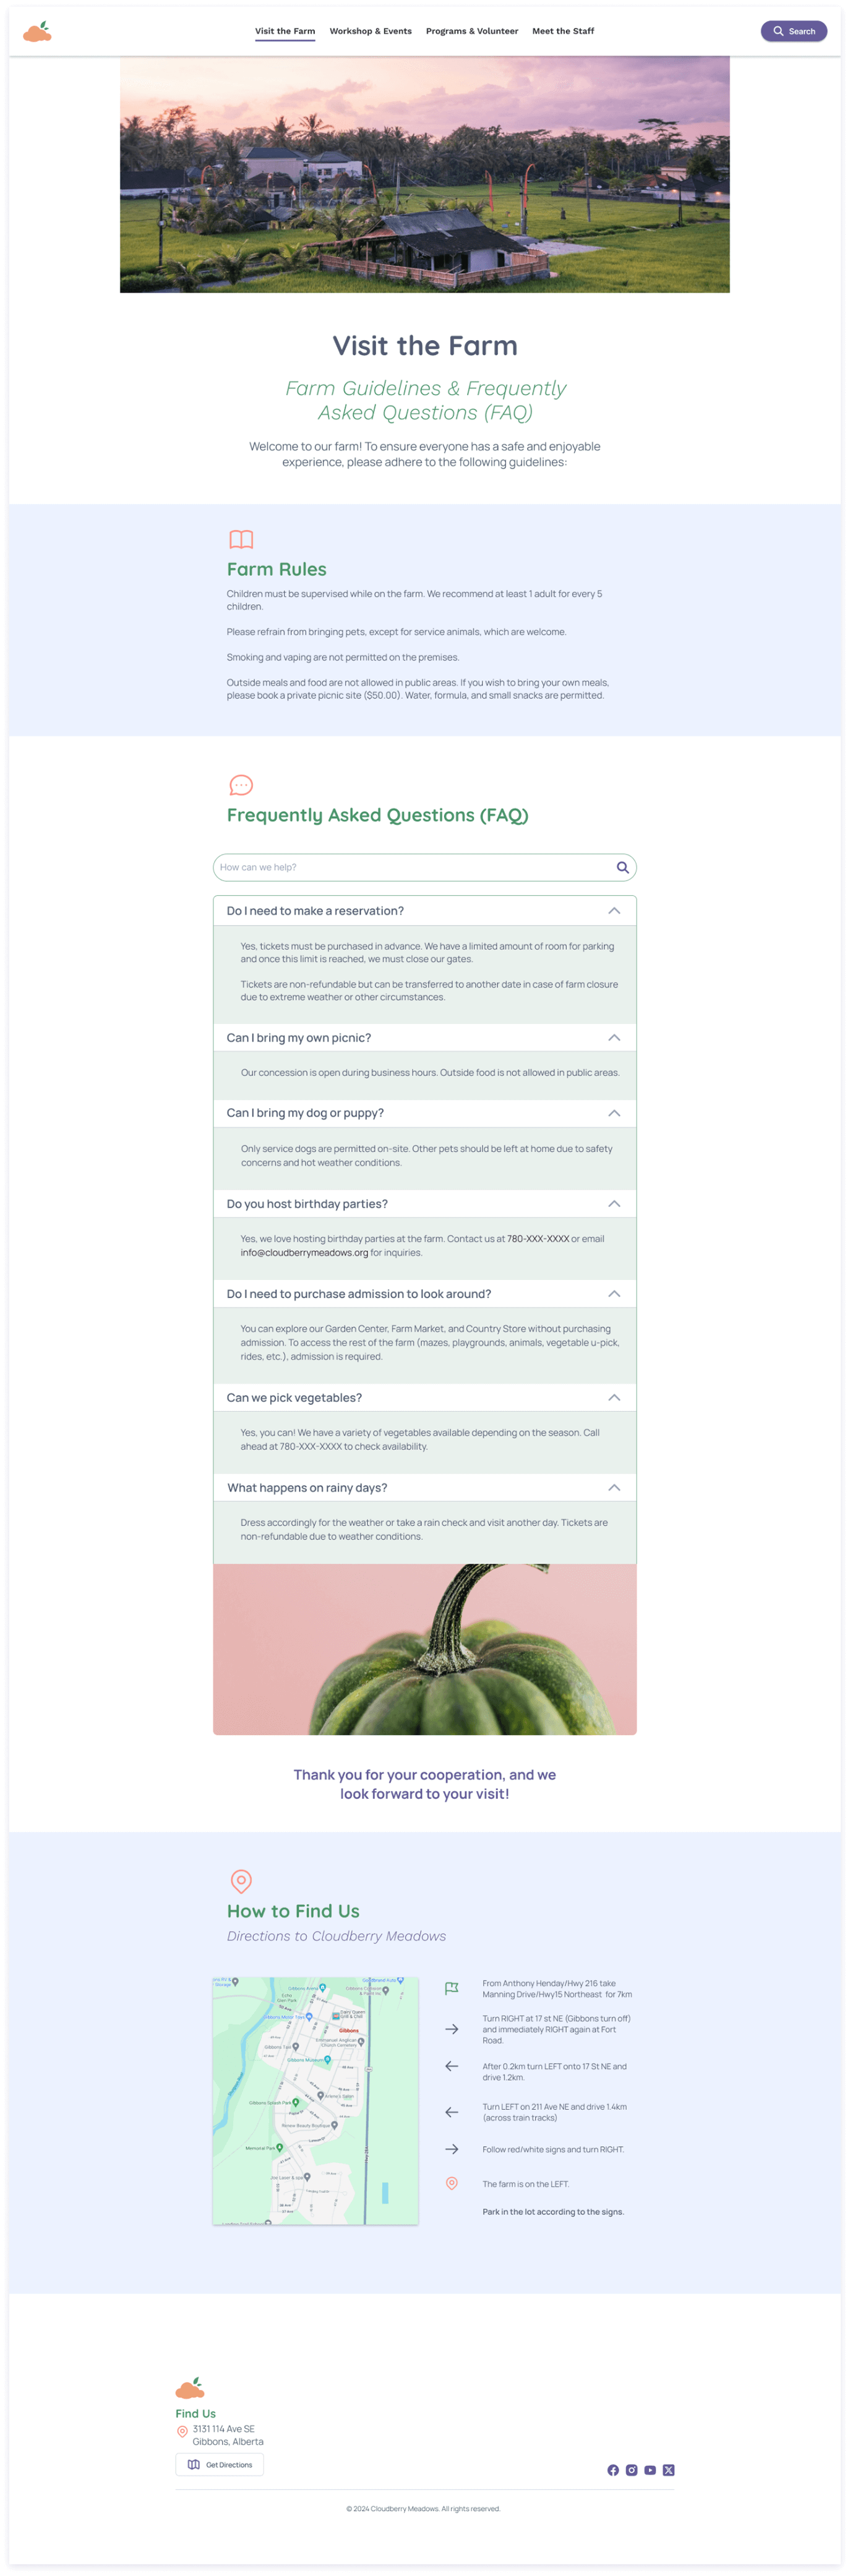 Visit the Farm
Workshop & Events
Programs & Volunteer
Meet the Staff
Search
Visit the Farm
Farm Guidelines & Frequently
Asked Questions (FAQ)
Welcome to our farm! To ensure everyone has a safe and enjoyable
experience, please adhere to the following guidelines:
Farm Rules
Children must be supervised while on the farm. We recommend at least 1 adult for every 5
children.
Please refrain from bringing pets, except for service animals, which are welcome.
Smoking and vaping are not permitted on the premises.
Outside meals and food are not allowed in public areas. If you wish to bring your own meals,
please book a private picnic site ($50.00). Water, formula, and small snacks are permitted.
Frequently Asked Questions (FAQ)
How can we help?
Do I need to make a reservation?
Yes, tickets must be purchased in advance. We have a limited amount of room for parking
and once this limit is reached, we must close our gates.
Tickets are non-refundable but can be transferred to another date in case of farm closure
due to extreme weather or other circumstances.
Can I bring my own picnic?
Our concession is open during business hours. Outside food is not allowed in public areas.
Can I bring my dog or puppy?
Only service dogs are permitted on-site. Other pets should be left at home due to safety
concerns and hot weather conditions.
Do you host birthday parties?
Yes, we love hosting birthday parties at the farm. Contact us at 780-XXX-XXXX or email
info@cloudberrymeadows.org for inquiries.
Do I need to purchase admission to look around?
You can explore our Garden Center, Farm Market, and Country Store without purchasing
admission. To access the rest of the farm (mazes, playgrounds, animals, vegetable u-pick,
rides, etc.), admission is required.
Can we pick vegetables?
Yes, you can! We have a variety of vegetables available depending on the season. Call
ahead at 780-XXX-XXXX to check availability.
What happens on rainy days?
Dress accordingly for the weather or take a rain check and visit another day. Tickets are
non-refundable due to weather conditions.
Thank you for your cooperation, and we
look forward to your visit!
How to Find Us
Directions to Cloudberry Meadows
Gibbons
Gibbons Museum
Memorial Park
From Anthony Henday/Hwy 216 take
Manning Drive/Hwy15 Northeast for 7km
Turn RIGHT at 17 st NE (Gibbons turn off)
and immediately RIGHT again at Fort
Road.
After 0.2km turn LEFT onto 17 St NE and
drive 1.2km.
Turn LEFT on 211 Ave NE and drive 1.4km
(across train tracks)
Follow red/white signs and turn RIGHT.
The farm is on the LEFT.
Park in the lot according to the signs.
Find Us
3131 114 Ave SE
Gibbons, Alberta
Get Directions
© 2024 Cloudberry Meadows. All rights reserved.